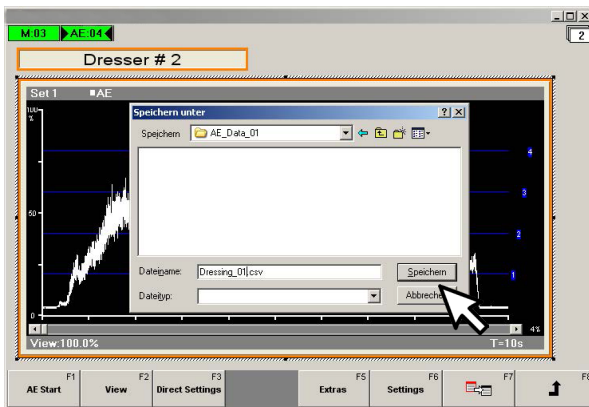 M:03 AE:04
2
Dresser # 2
Set 1 ■AE
100
%
Speichern unter
Speichern AE_Data_01
4
3
50
2
Dateiname: Dressing_01.csv Speichern
1
Dateityp: Abbreche
0
4%
View:100.0% T=10s
F1 F2 F3 F5 F6 F7 F8
AE Start View Direct Settings Extras Settings